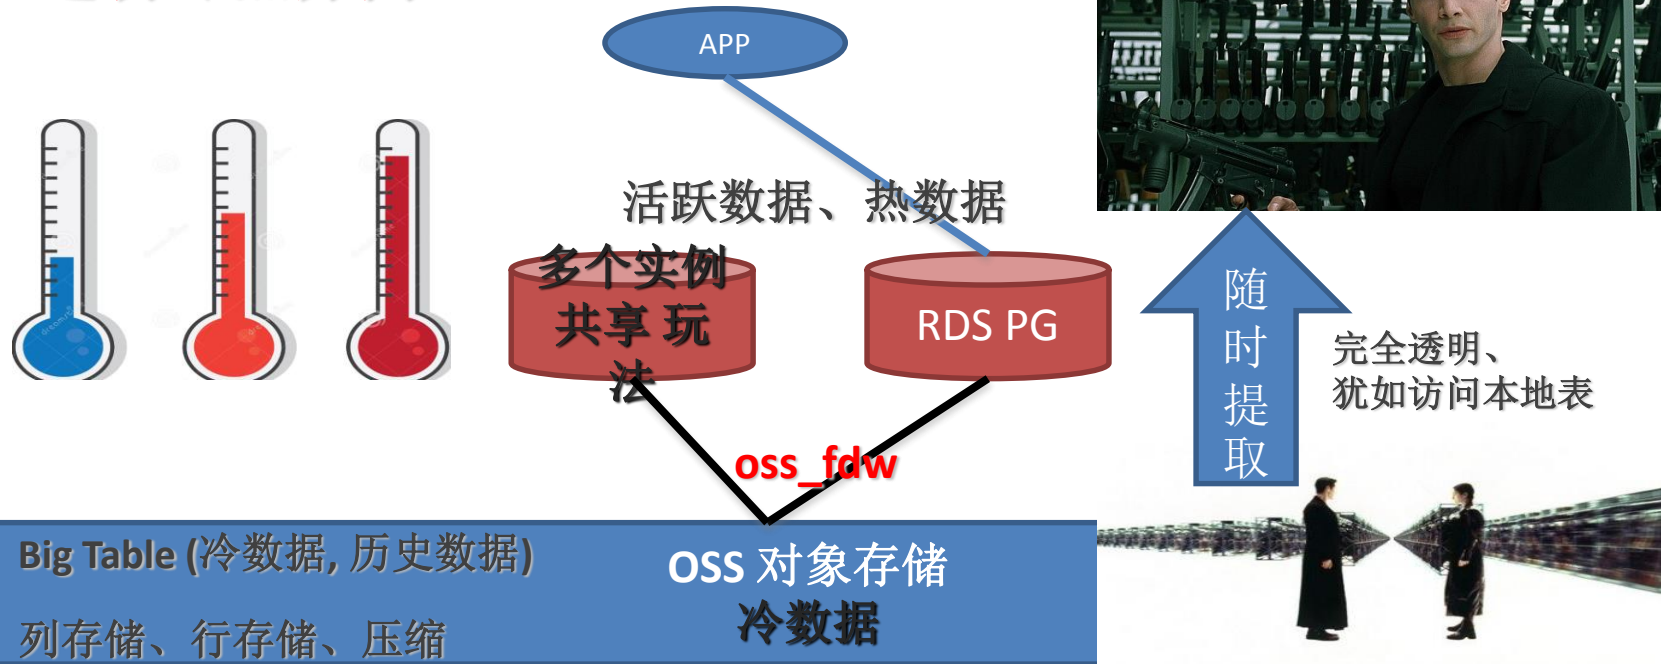 APP
活跃数据、热数据
多个实例
共享 玩
法
RDS PG
随
时
提
取
完全透明、
犹如访问本地表
oss_fdw
Big Table (冷数据, 历史数据)
列存储、行存储、压缩
OSS 对象存储
冷数据